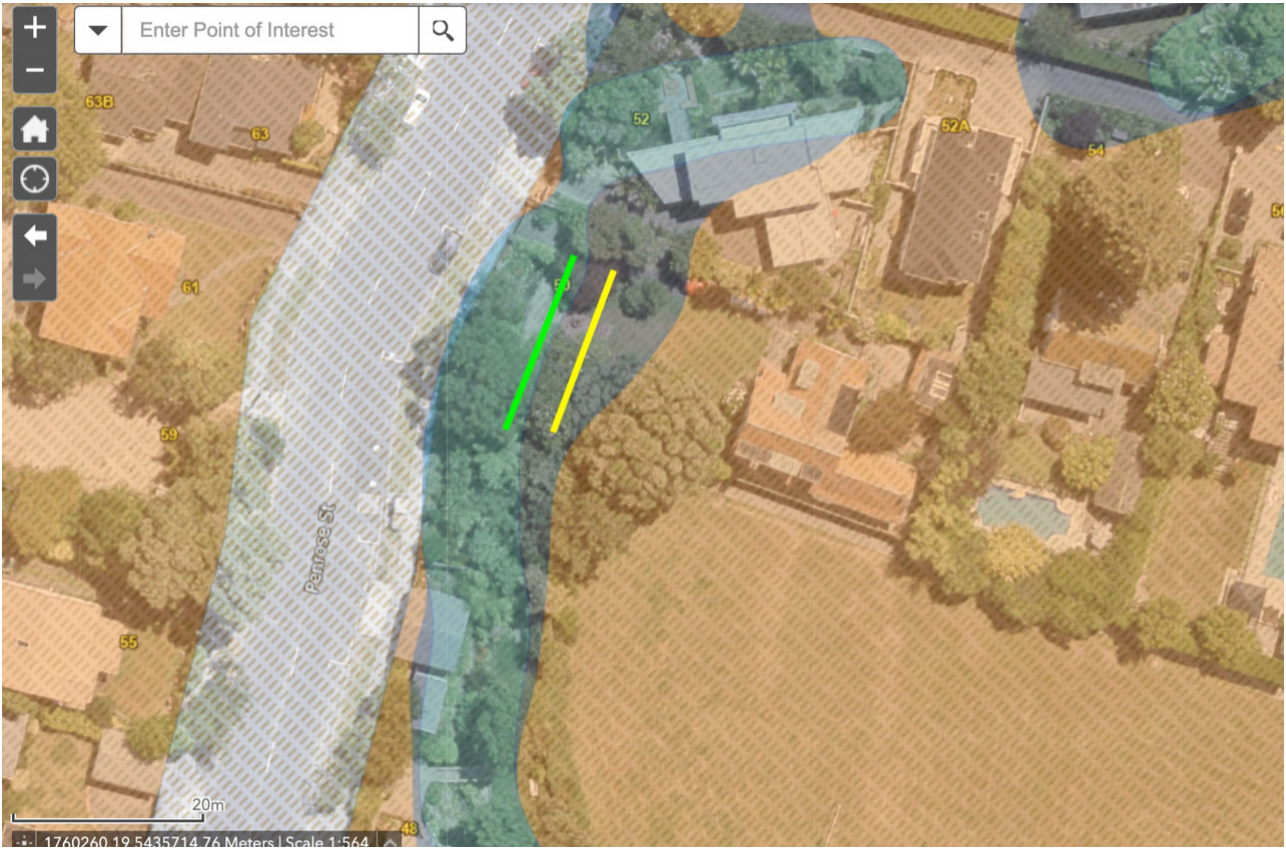 +
Enter Point of Interest
−
63B
63
52
52A
54
61
59
Penrose St
55
20m
48
1760260.19 5435714.76 Meters | Scale 1:564